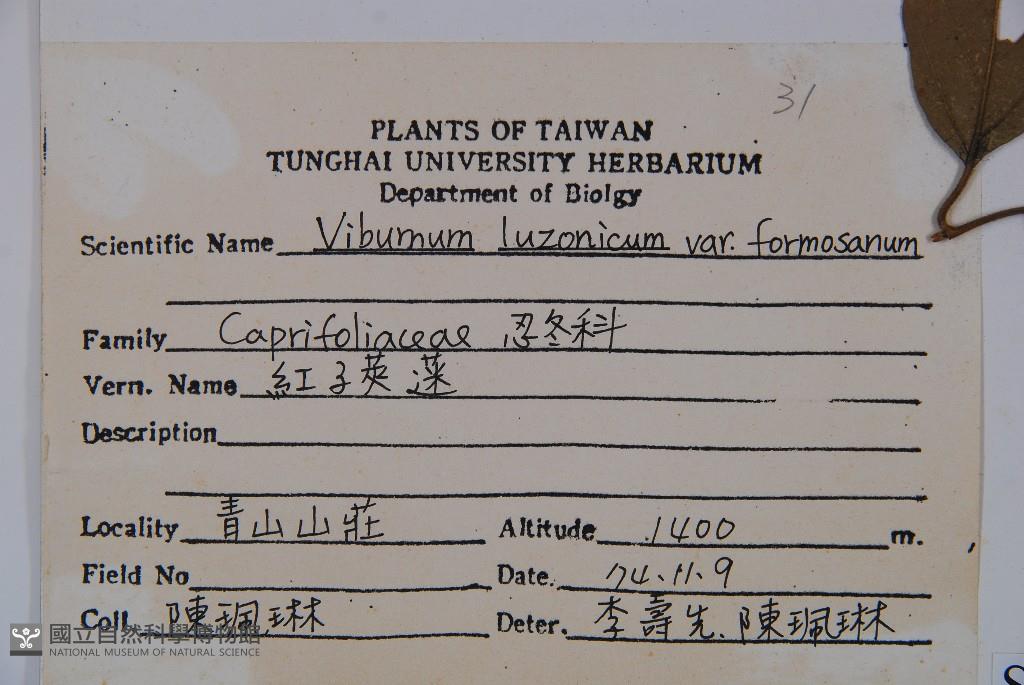 31
PLANTS OF TAIWAN
TUNGHAI UNIVERSITY HERBARIUM
Department of Biolgy
Scientific Name Viburnum luzonicum var. formosanum
Family Caprifoliaceae 忍冬科
Vern. Name 紅子莢蒾
Description
Locality 青山山莊 Altitude 1400 m.
Field No Date. 74.11.9
Coll. 陳珮琳 Deter. 李壽先、陳珮琳
國立自然科學博物館
NATIONAL MUSEUM OF NATURAL SCIENCE